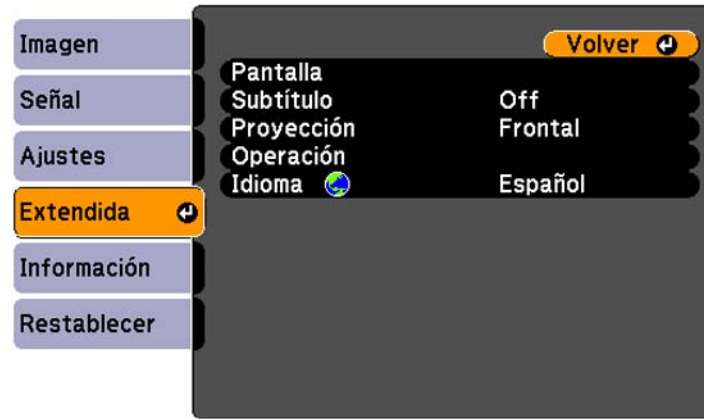 Imagen
Señal
Ajustes
Extendida
Información
Restablecer
Volver
Pantalla
Subtítulo Off
Proyección Frontal
Operación
Idioma Español